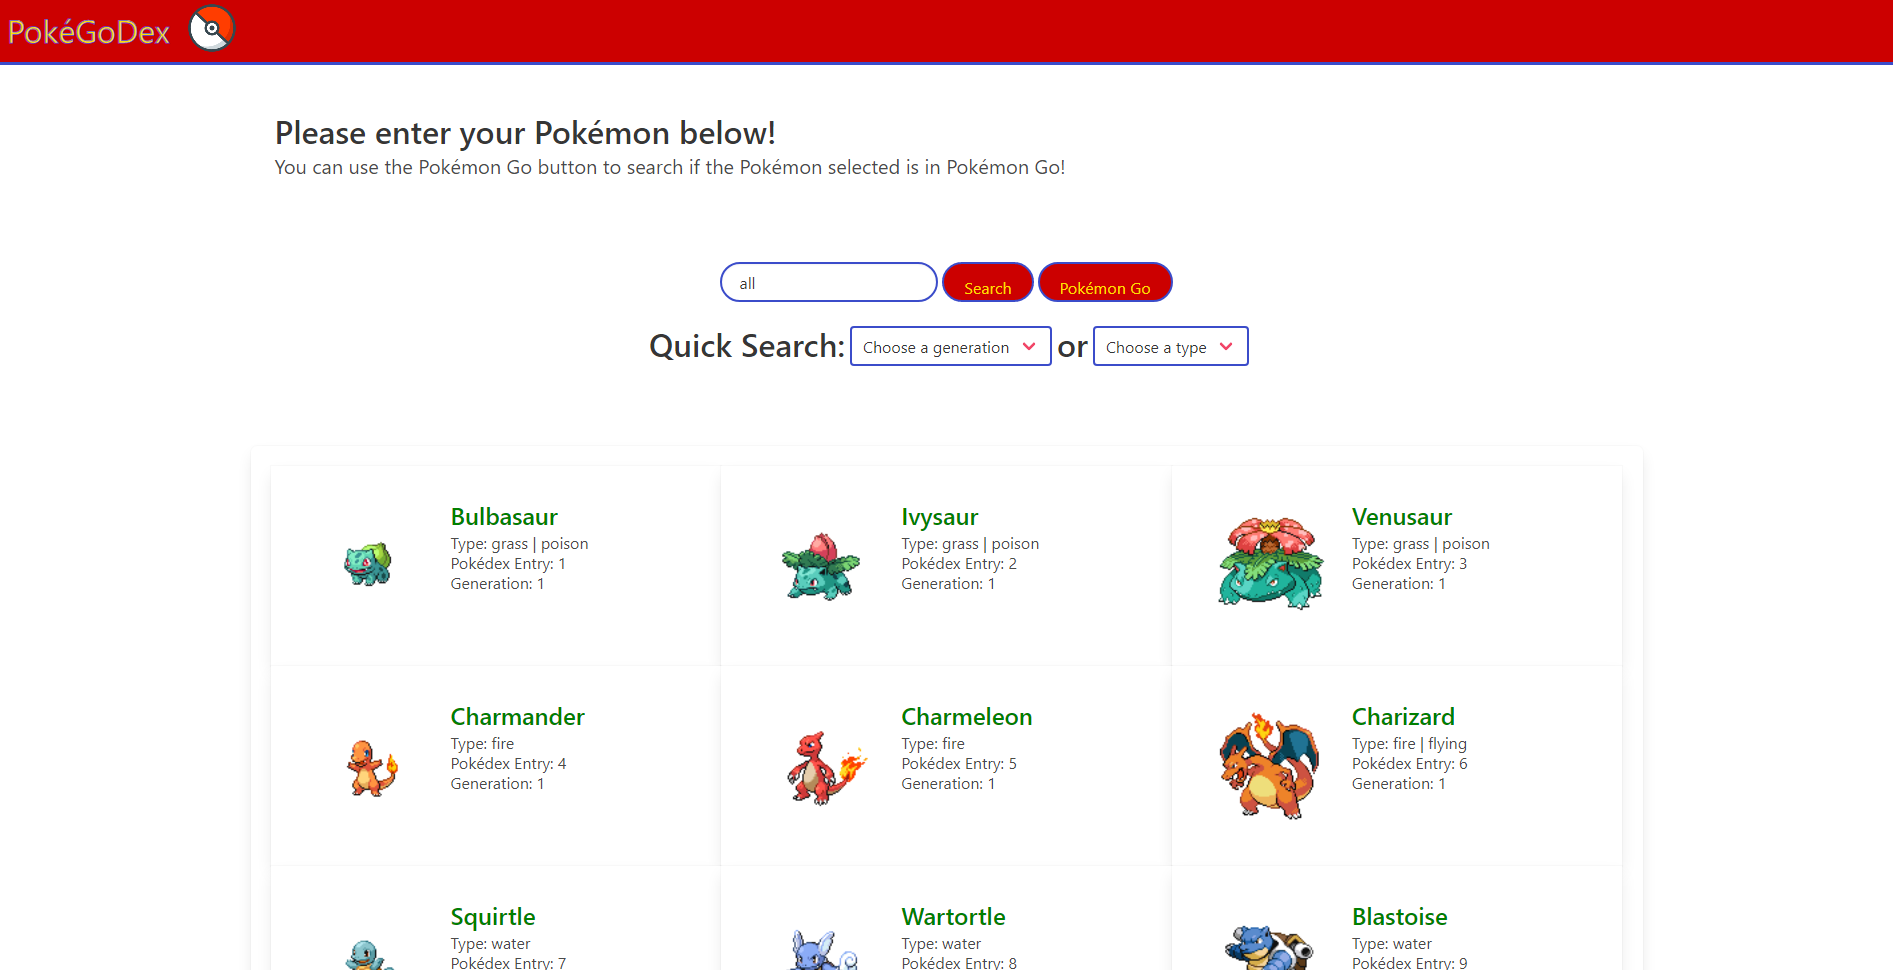 PokéGoDex
Please enter your Pokémon below!
You can use the Pokémon Go button to search if the Pokémon selected is in Pokémon Go!
all
Search
Pokémon Go
Quick Search:
Choose a generation
or
Choose a type
Bulbasaur
Type: grass | poison
Pokédex Entry: 1
Generation: 1
Ivysaur
Type: grass | poison
Pokédex Entry: 2
Generation: 1
Venusaur
Type: grass | poison
Pokédex Entry: 3
Generation: 1
Charmander
Type: fire
Pokédex Entry: 4
Generation: 1
Charmeleon
Type: fire
Pokédex Entry: 5
Generation: 1
Charizard
Type: fire | flying
Pokédex Entry: 6
Generation: 1
Squirtle
Type: water
Pokédex Entry: 7
Wartortle
Type: water
Pokédex Entry: 8
Blastoise
Type: water
Pokédex Entry: 9